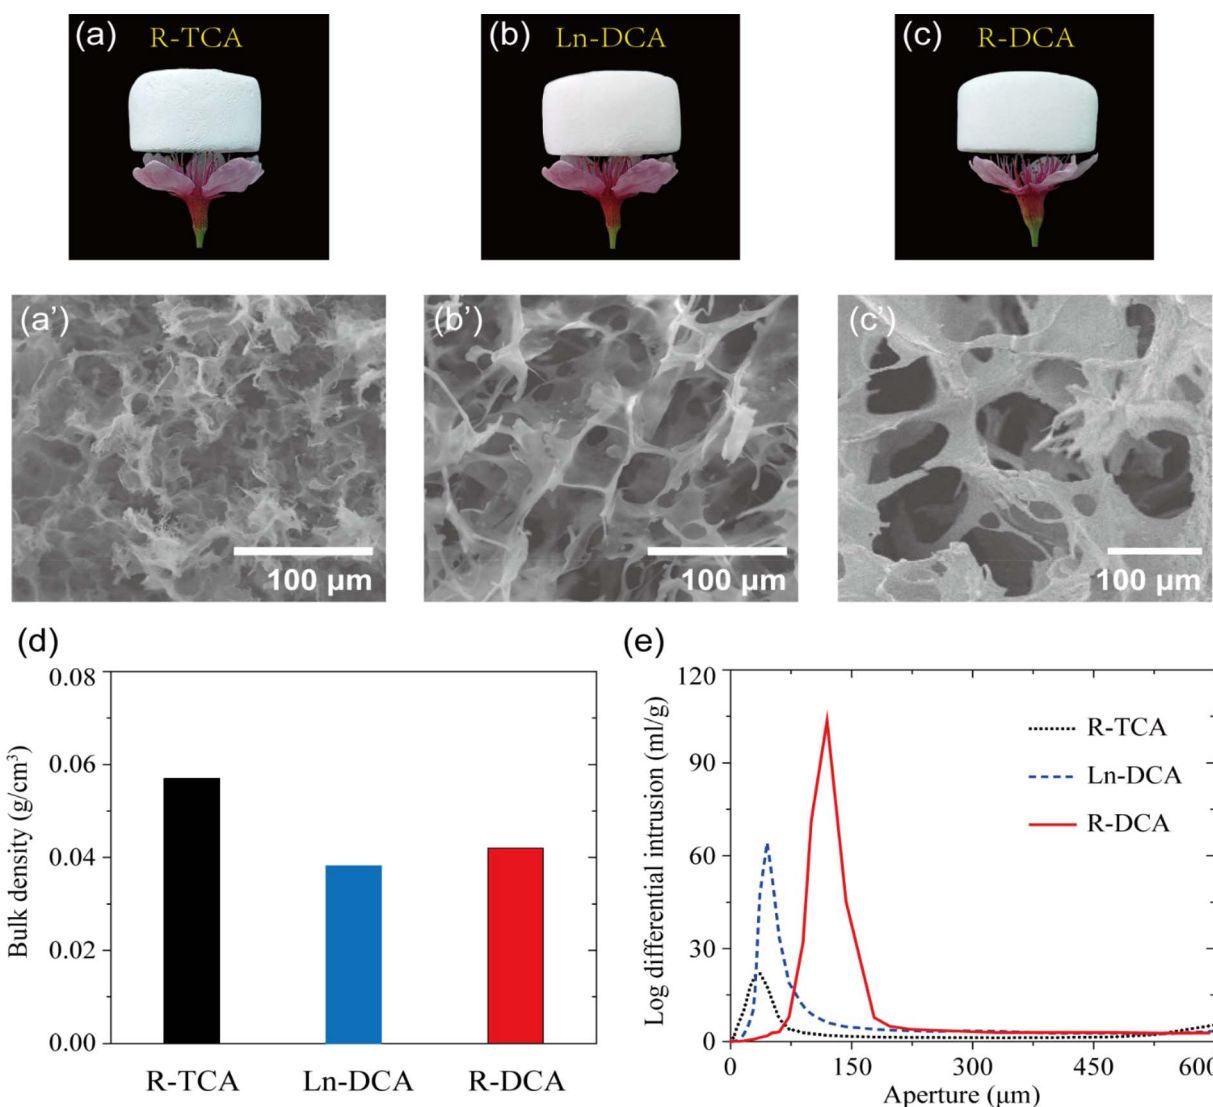 (a) R-TCA
(b) Ln-DCA
(c) R-DCA
(a')
(b')
(c')
100 μm
100 μm
100 μm
(d)
(e)
0.08
0.06
0.04
0.02
0.00
Bulk density (g/cm³)
R-TCA
Ln-DCA
R-DCA
120
90
60
30
0
Log differential intrusion (ml/g)
R-TCA
Ln-DCA
R-DCA
0
150
300
450
600
Aperture (μm)